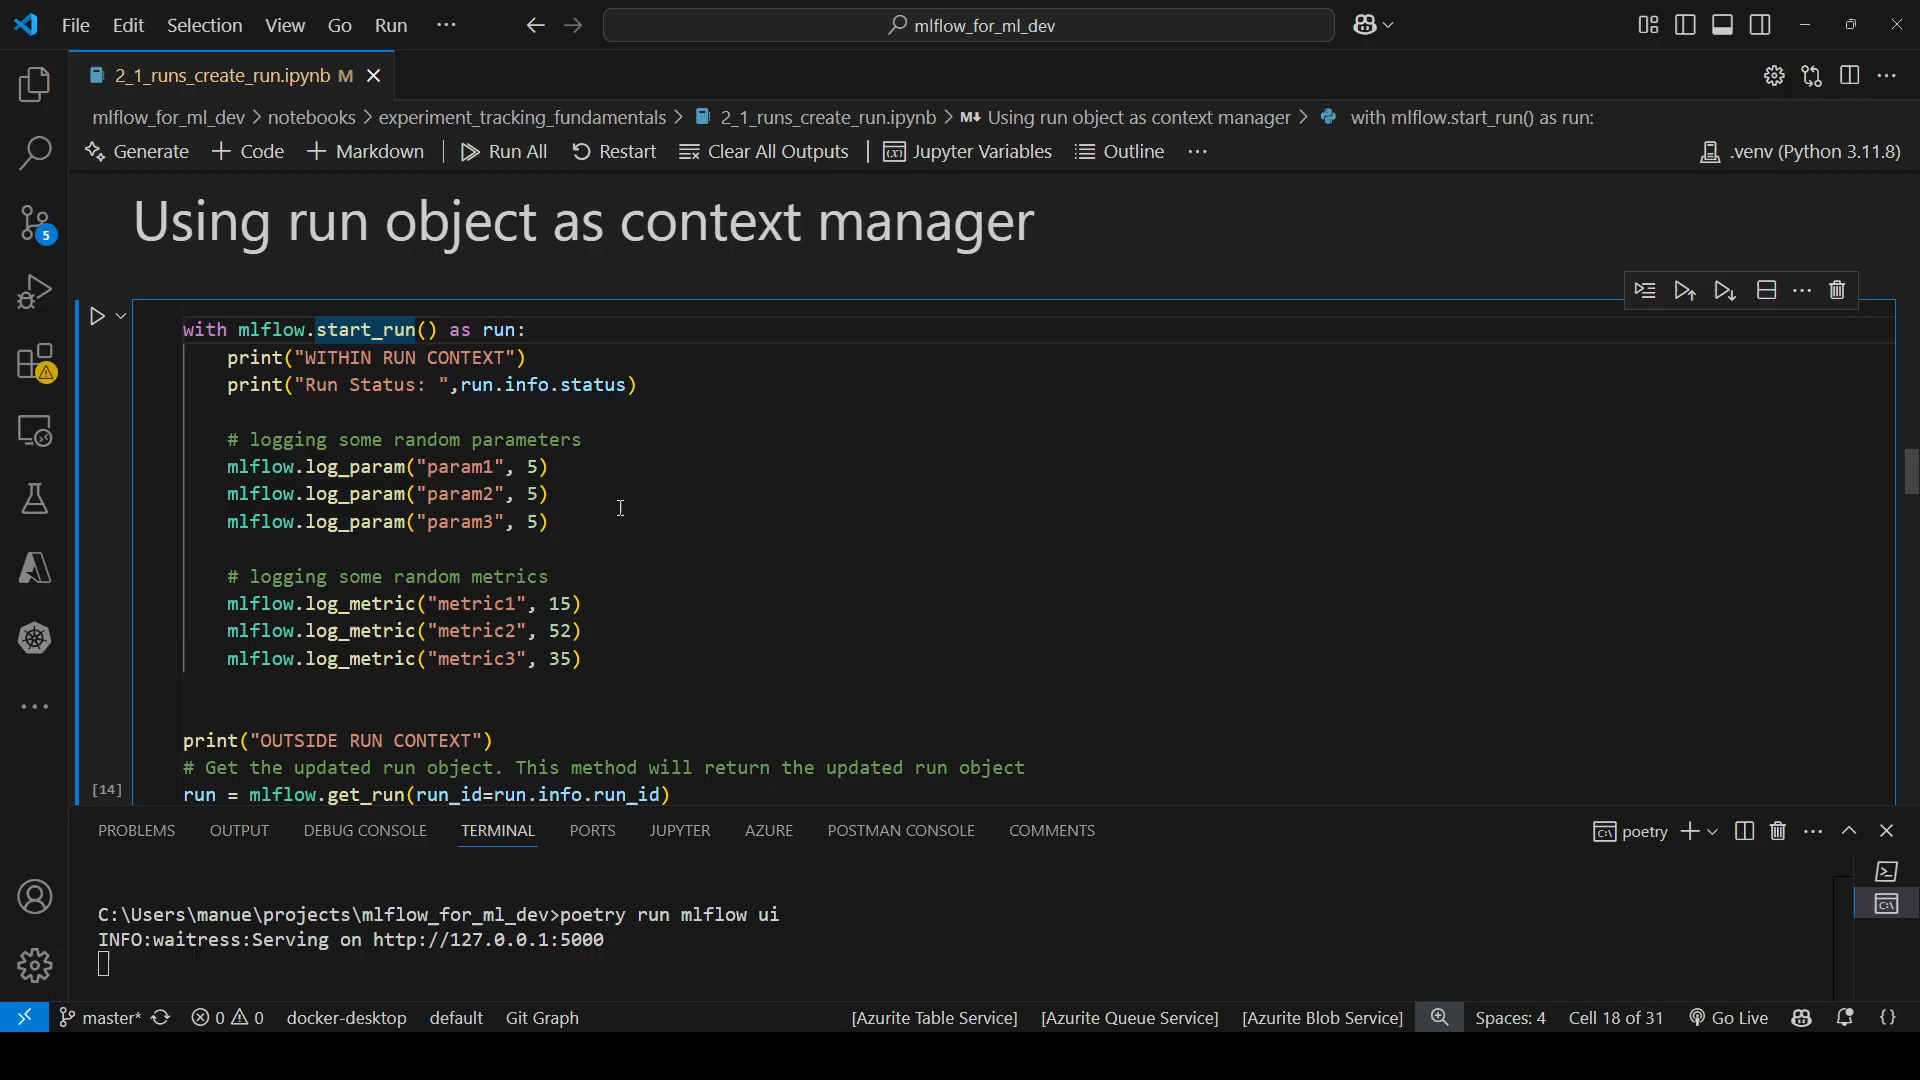 File Edit Selection View Go Run ··· mlflow_for_ml_dev
2_1_runs_create_run.ipynb M
mlflow_for_ml_dev > notebooks > experiment_tracking_fundamentals > 2_1_runs_create_run.ipynb > M↓ Using run object as context manager > with mlflow.start_run() as run:
Generate + Code + Markdown Run All Restart Clear All Outputs Jupyter Variables Outline ··· .venv (Python 3.11.8)
Using run object as context manager
with mlflow.start_run() as run:
print("WITHIN RUN CONTEXT")
print("Run Status: ",run.info.status)
# logging some random parameters
mlflow.log_param("param1", 5)
mlflow.log_param("param2", 5)
mlflow.log_param("param3", 5)
# logging some random metrics
mlflow.log_metric("metric1", 15)
mlflow.log_metric("metric2", 52)
mlflow.log_metric("metric3", 35)
print("OUTSIDE RUN CONTEXT")
# Get the updated run object. This method will return the updated run object
[14] run = mlflow.get_run(run_id=run.info.run_id)
5
PROBLEMS OUTPUT DEBUG CONSOLE TERMINAL PORTS JUPYTER AZURE POSTMAN CONSOLE COMMENTS poetry
C:\Users\manue\projects\mlflow_for_ml_dev>poetry run mlflow ui
INFO:waitress:Serving on http://127.0.0.1:5000
master* 0 0 docker-desktop default Git Graph [Azurite Table Service] [Azurite Queue Service] [Azurite Blob Service] Spaces: 4 Cell 18 of 31 Go Live {}